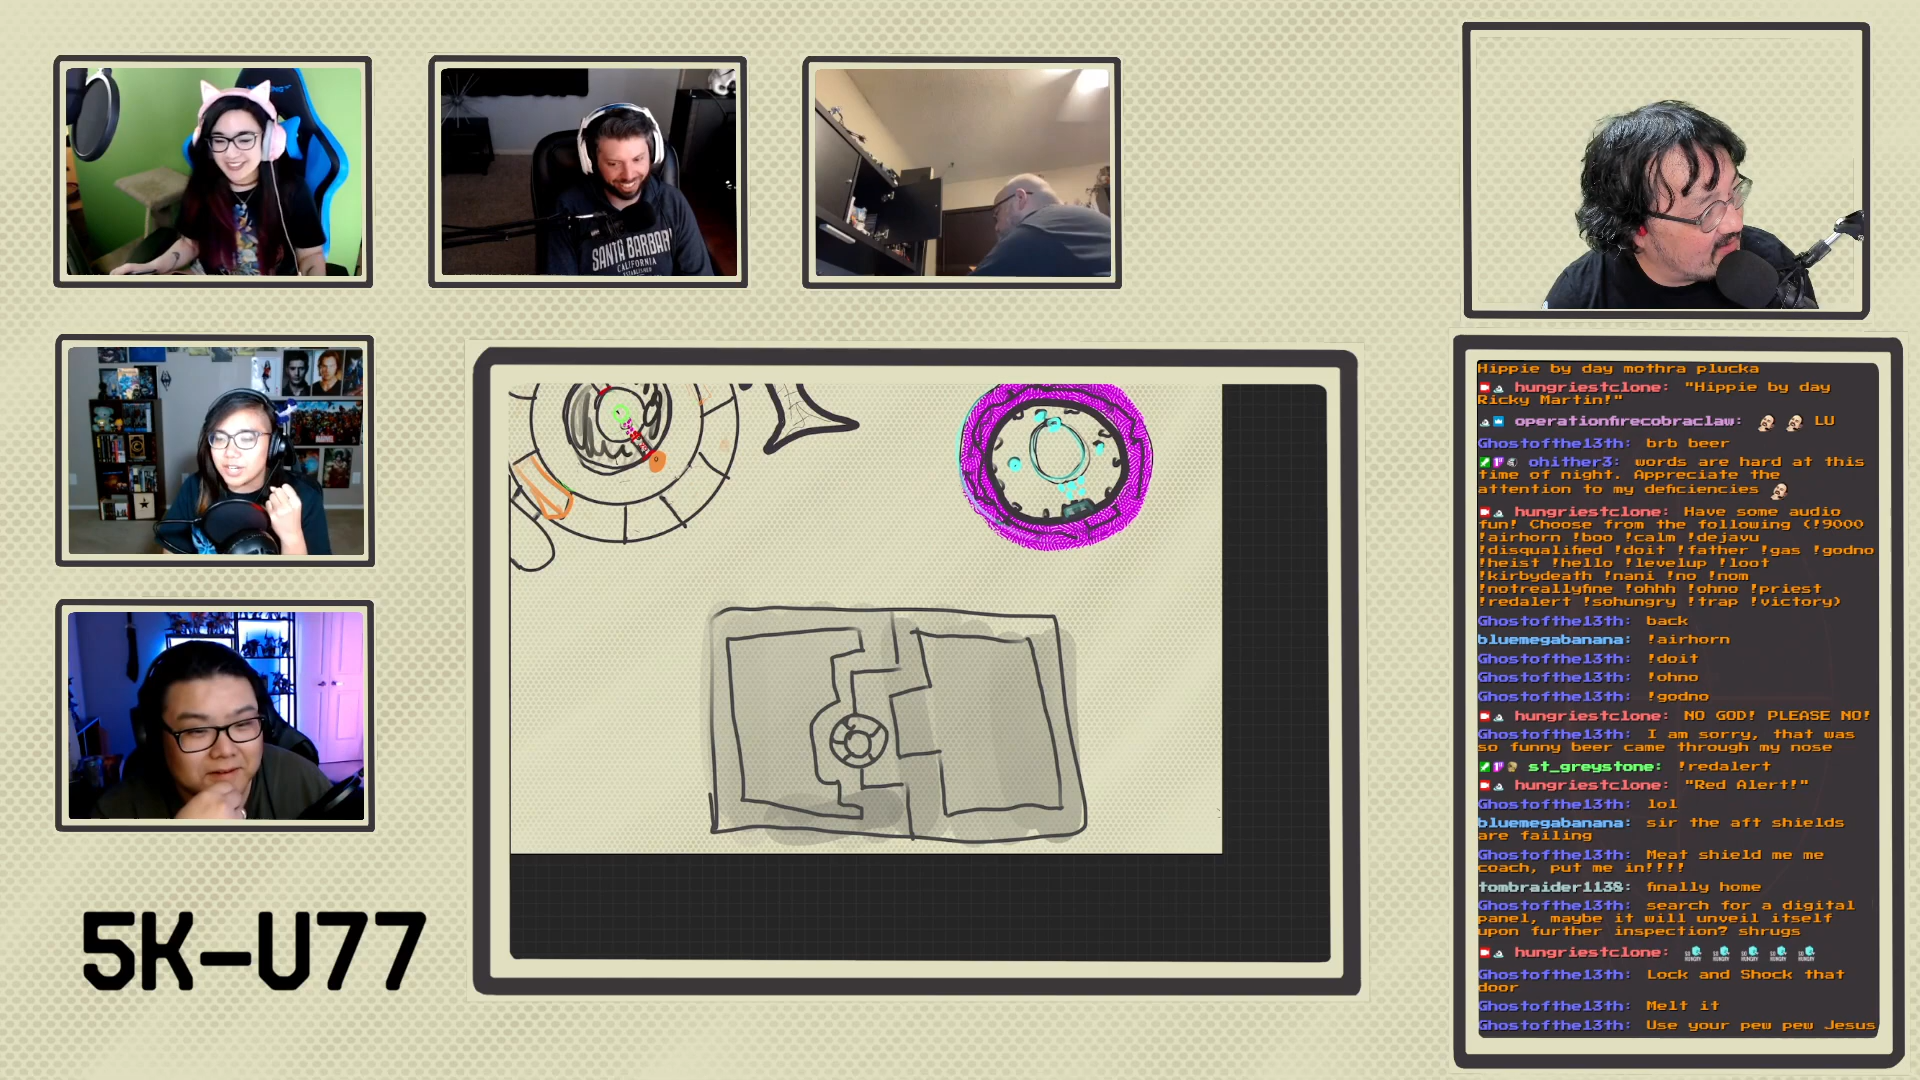 SANTA BARBARA
CALIFORNIA
5K-U77
Hippie by day mothra plucka
hungriestclone: "Hippie by day
Ricky Martin!"
operationfirecobraclaw: LU
Ghostofthe13th: brb beer
ohither3: words are hard at this
time of night. Appreciate the
attention to my deficiencies
hungriestclone: Have some audio
fun! Choose from the following (!9000
!airhorn !boo !calm !dejavu
!disqualified !doit !father !gas !godno
!heist !hello !levelup !loot
!kirbydeath !nani !no !nom
!notreallyfine !ohhh !ohno !priest
!redalert !sohungry !trap !victory)
Ghostofthe13th: back
bluemegabanana: !airhorn
Ghostofthe13th: !doit
Ghostofthe13th: !ohno
Ghostofthe13th: !godno
hungriestclone: NO GOD! PLEASE NO!
Ghostofthe13th: I am sorry, that was
so funny beer came through my nose
st_greystone: !redalert
hungriestclone: "Red Alert!"
Ghostofthe13th: lol
bluemegabanana: sir the aft shields
are failing
Ghostofthe13th: Meat shield me me
coach, put me in!!!!
tombraider1138: finally home
Ghostofthe13th: search for a digital
panel, maybe it will unveil itself
upon further inspection? shrugs
hungriestclone:
Ghostofthe13th: Lock and Shock that
door
Ghostofthe13th: Melt it
Ghostofthe13th: Use your pew pew Jesus